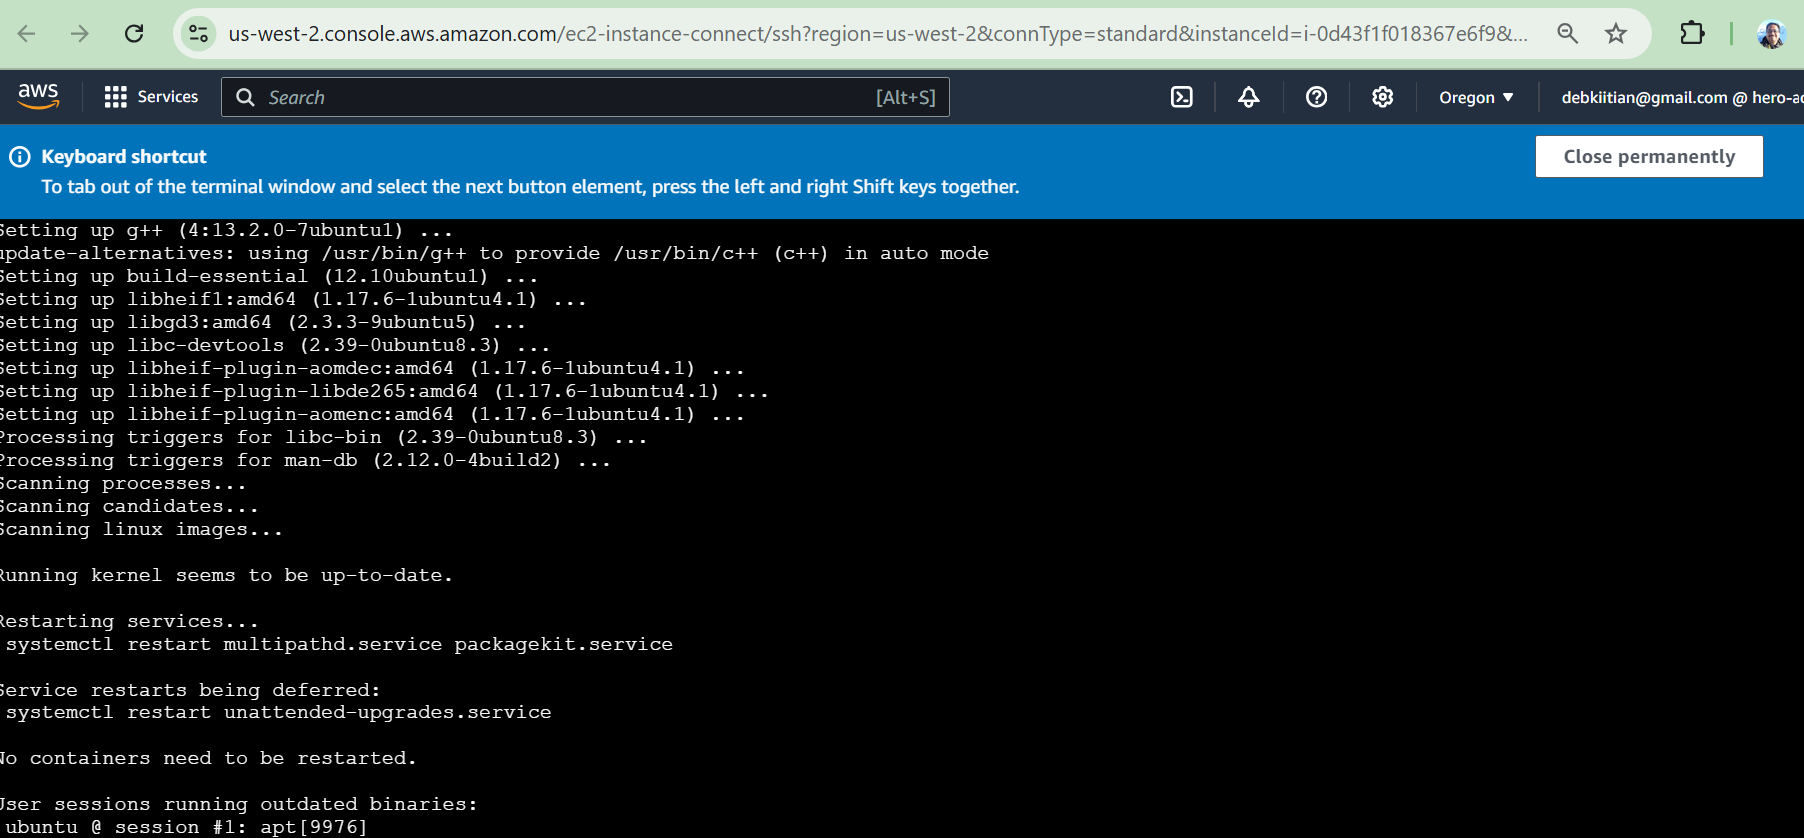 us-west-2.console.aws.amazon.com/ec2-instance-connect/ssh?region=us-west-2&connType=standard&instanceId=i-0d43f1f018367e6f9&...
aws Services Search [Alt+S] Oregon ▼ debkiitian@gmail.com @ hero-ac
Keyboard shortcut Close permanently
To tab out of the terminal window and select the next button element, press the left and right Shift keys together.
Setting up g++ (4:13.2.0-7ubuntu1) ...
update-alternatives: using /usr/bin/g++ to provide /usr/bin/c++ (c++) in auto mode
Setting up build-essential (12.10ubuntu1) ...
Setting up libheif1:amd64 (1.17.6-1ubuntu4.1) ...
Setting up libgd3:amd64 (2.3.3-9ubuntu5) ...
Setting up libc-devtools (2.39-0ubuntu8.3) ...
Setting up libheif-plugin-aomdec:amd64 (1.17.6-1ubuntu4.1) ...
Setting up libheif-plugin-libde265:amd64 (1.17.6-1ubuntu4.1) ...
Setting up libheif-plugin-aomenc:amd64 (1.17.6-1ubuntu4.1) ...
Processing triggers for libc-bin (2.39-0ubuntu8.3) ...
Processing triggers for man-db (2.12.0-4build2) ...
Scanning processes...
Scanning candidates...
Scanning linux images...
Running kernel seems to be up-to-date.
Restarting services...
systemctl restart multipathd.service packagekit.service
Service restarts being deferred:
systemctl restart unattended-upgrades.service
No containers need to be restarted.
User sessions running outdated binaries:
ubuntu @ session #1: apt[9976]